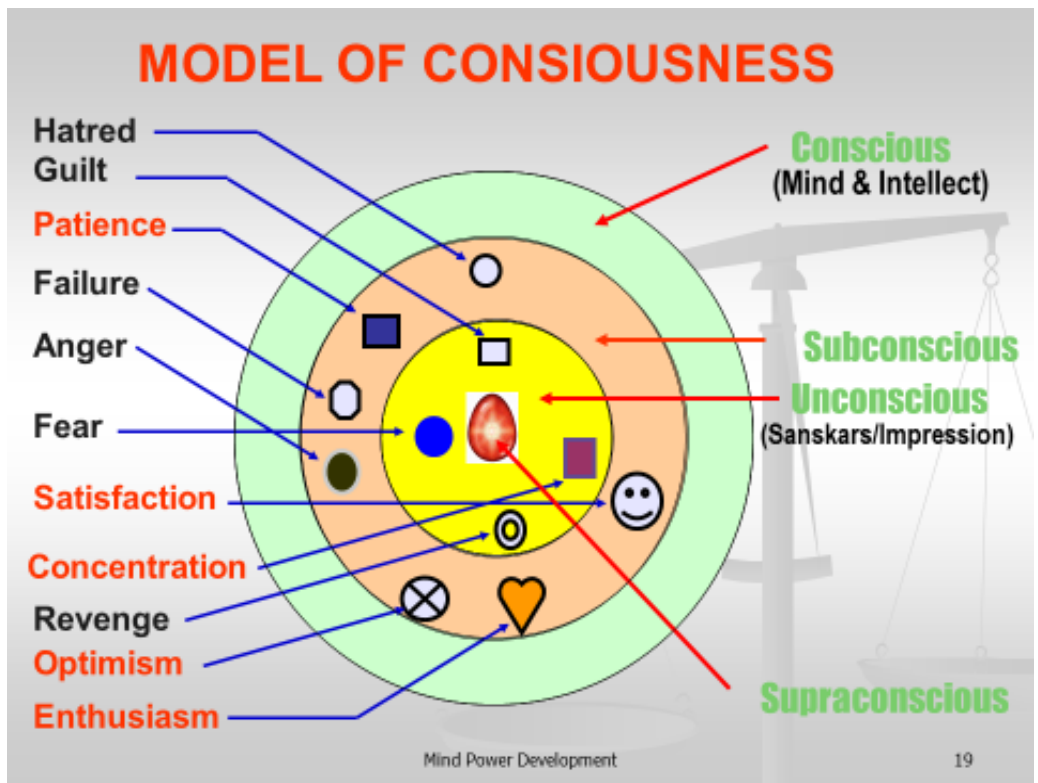 MODEL OF CONSIOUSNESS
Hatred
Guilt
Patience
Failure
Anger
Fear
Satisfaction
Concentration
Revenge
Optimism
Enthusiasm
Conscious
(Mind & Intellect)
Subconscious
Unconscious
(Sanskars/Impression)
Supraconscious
Mind Power Development
19